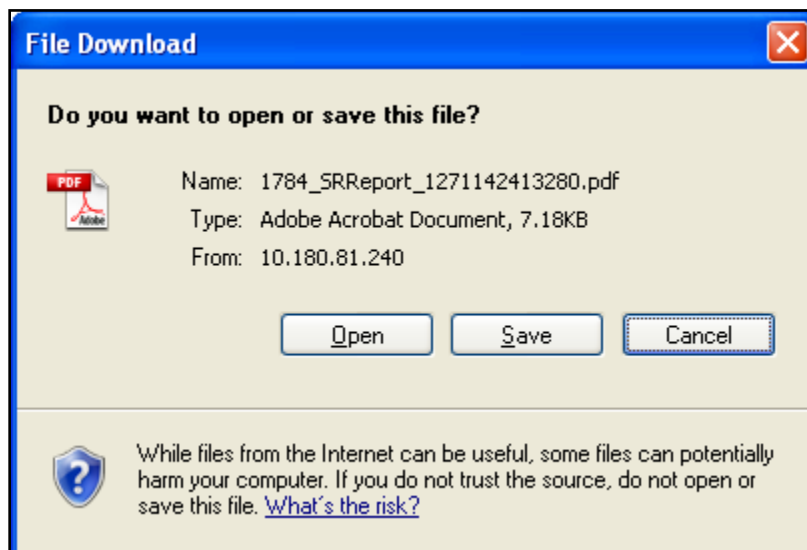 File Download
Do you want to open or save this file?
PDF
Adobe
Name: 1784_SRReport_1271142413280.pdf
Type: Adobe Acrobat Document, 7.18KB
From: 10.180.81.240
Open Save Cancel
While files from the Internet can be useful, some files can potentially
harm your computer. If you do not trust the source, do not open or
save this file. What's the risk?